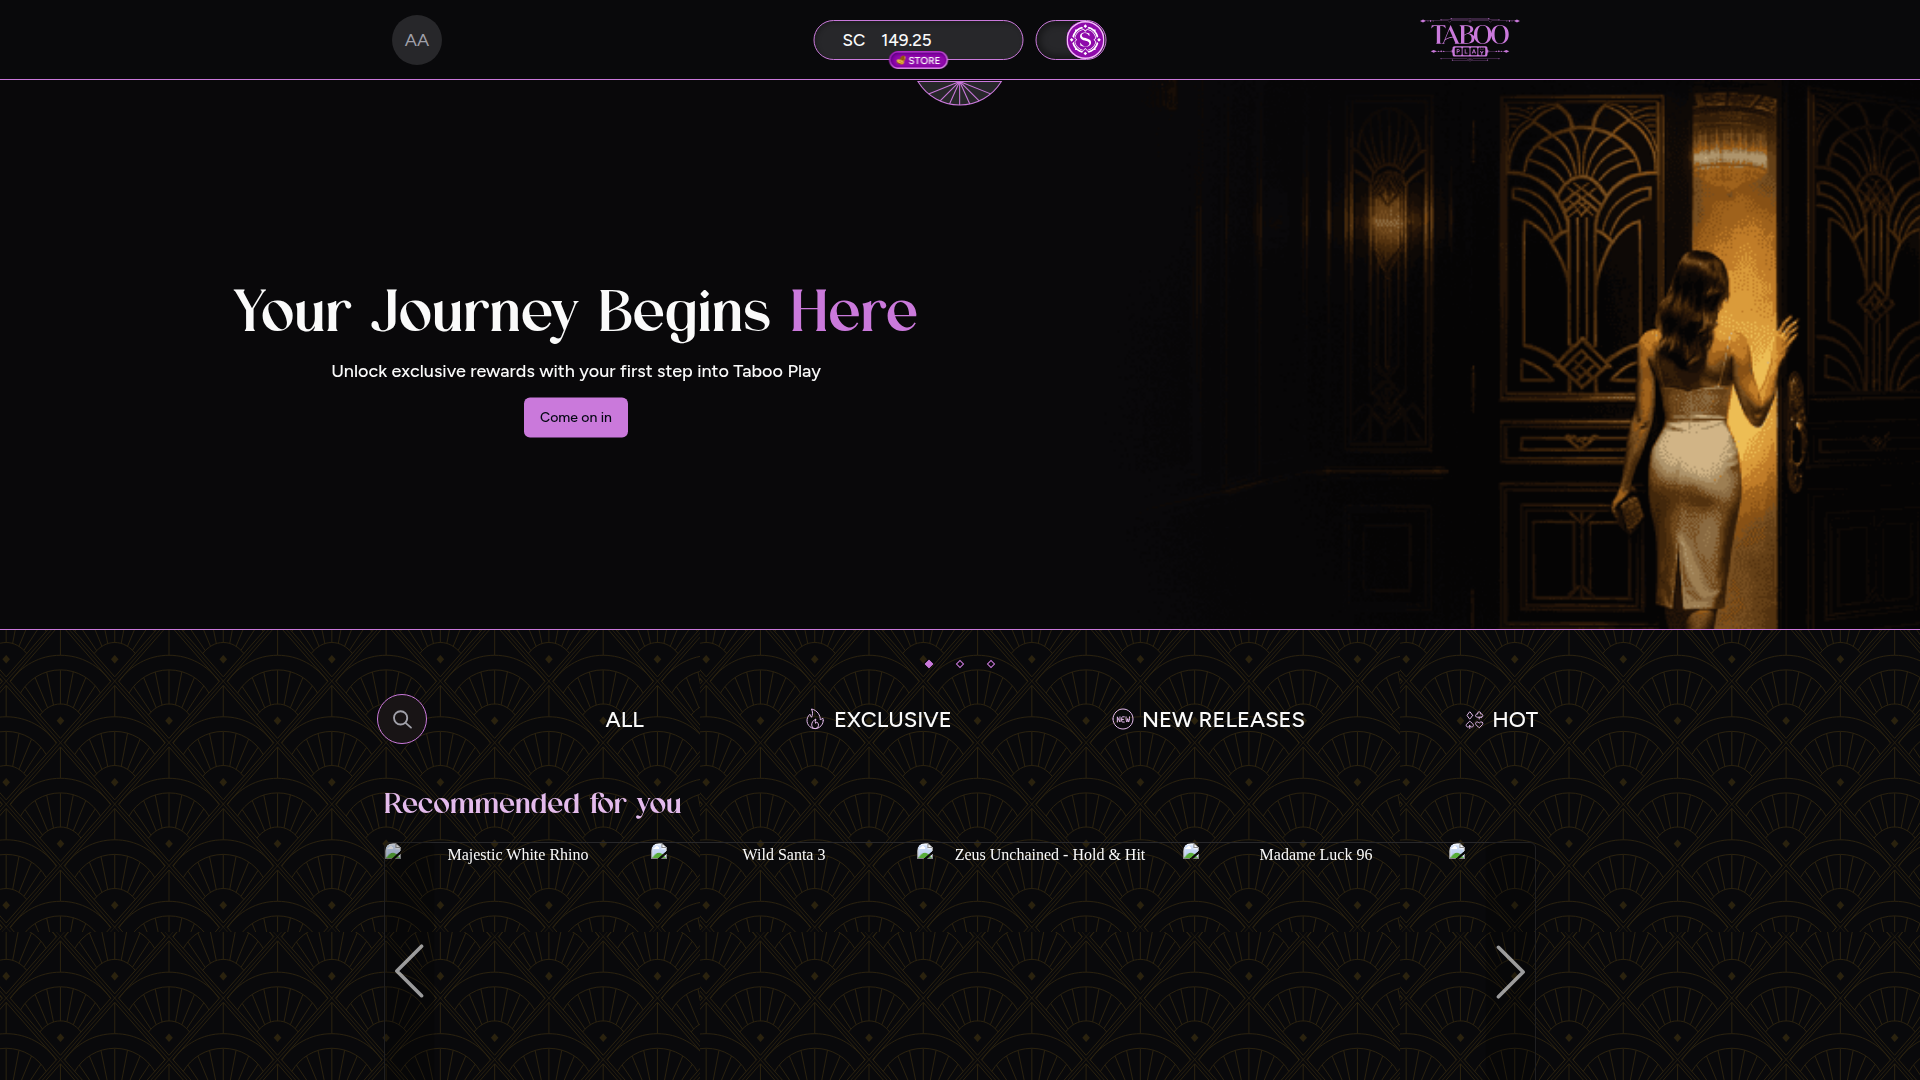 AA
SC 149.25
STORE
S
TABOO
PLAY
Your Journey Begins Here
Unlock exclusive rewards with your first step into Taboo Play
Come on in
ALL
EXCLUSIVE
NEW
NEW RELEASES
HOT
Recommended for you
Majestic White Rhino
Wild Santa 3
Zeus Unchained - Hold & Hit
Madame Luck 96